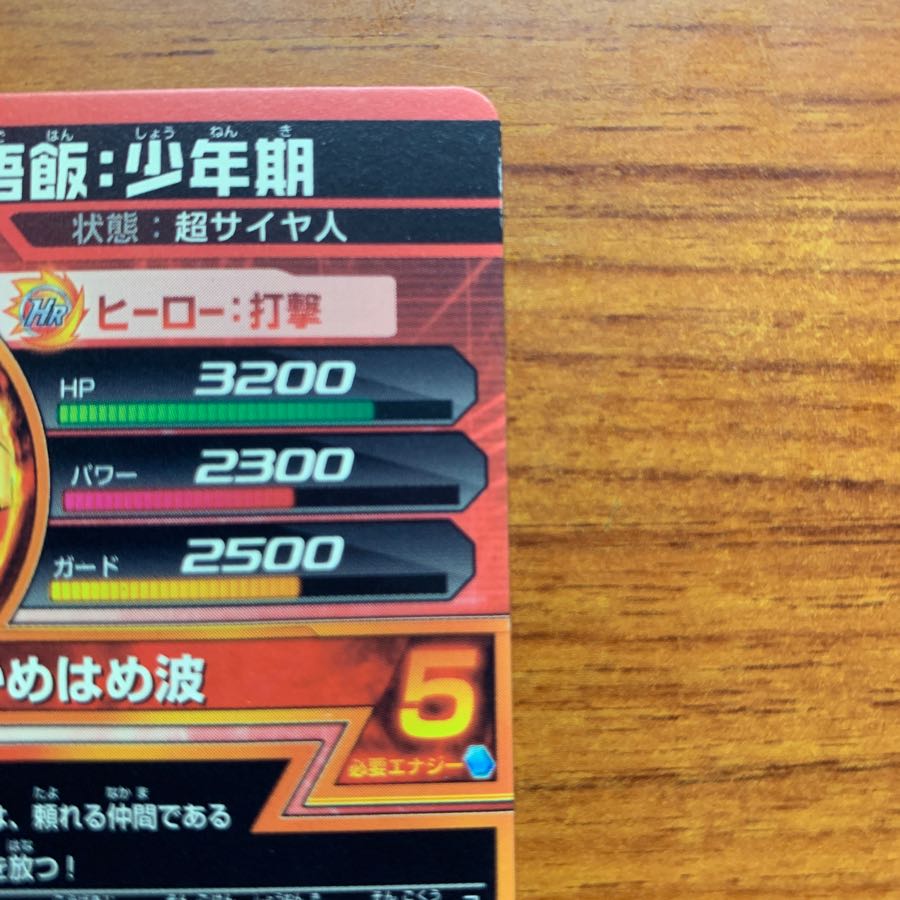 悟飯:少年期
状態:超サイヤ人
HR ヒーロー:打撃
HP 3200
パワー 2300
ガード 2500
めはめ波
5
必要エナジー
は、頼れる仲間である
を放つ!